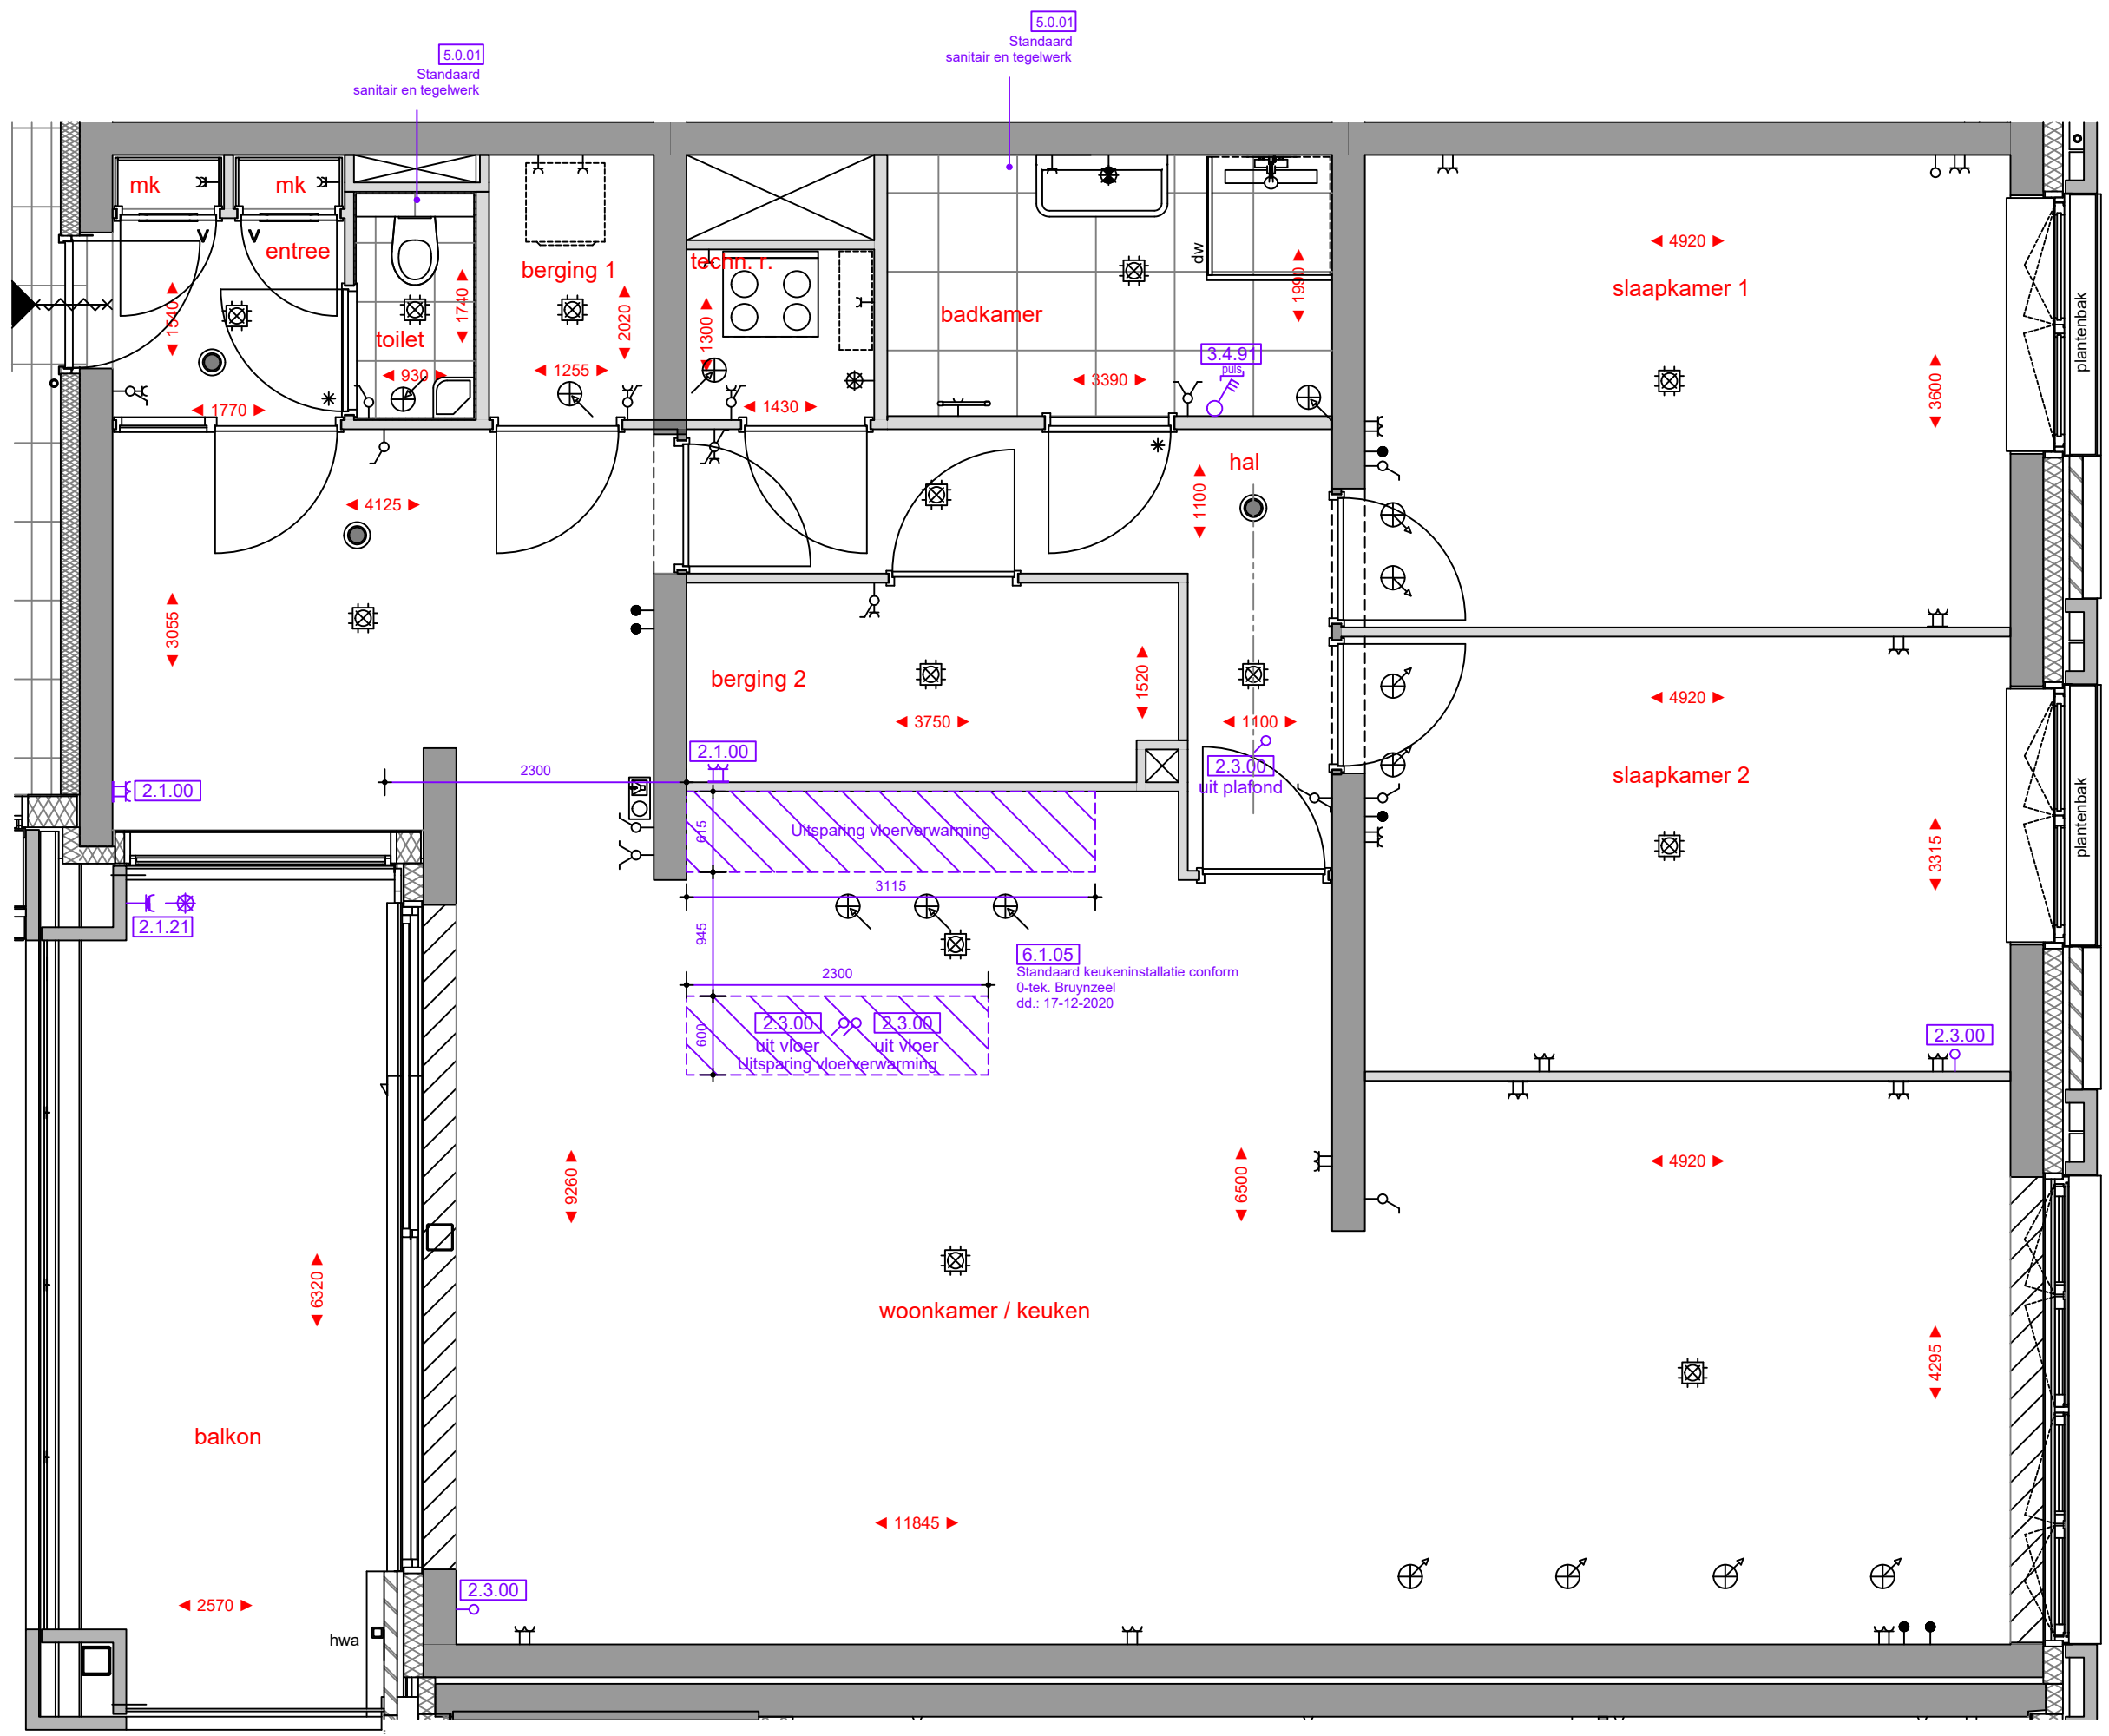 5.0.01
Standaard
sanitair en tegelwerk
5.0.01
Standaard
sanitair en tegelwerk
mk
mk
entree
1540
1770
toilet
1740
930
berging 1
2020
1255
techn. r.
1300
1430
badkamer
3390
dw
1990
3.4.91
puls.
slaapkamer 1
4920
3600
plantenbak
4125
3055
hal
1100
1100
berging 2
3750
1520
2.1.00
2.1.00
2300
2.3.00
uit plafond
slaapkamer 2
4920
3315
plantenbak
2.3.00
615
Uitsparing vloerverwarming
3115
945
2300
6.1.05
Standaard keukeninstallatie conform
0-tek. Bruynzeel
dd.: 17-12-2020
600
2.3.00
2.3.00
uit vloer
uit vloer
Uitsparing vloerverwarming
2.1.21
9260
6500
4920
6320
woonkamer / keuken
4295
balkon
11845
2570
hwa
2.3.00